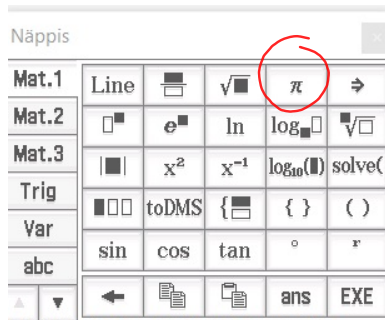 Näppis
Mat.1 Line √■ π ⇒
Mat.2 □■ e■ ln log■□ ■√□
Mat.3 |■| x² x⁻¹ log₁₀(■) solve(
Trig ■□□ toDMS { { } ( )
Var sin cos tan ° r
abc
▲ ▼ ← ans EXE